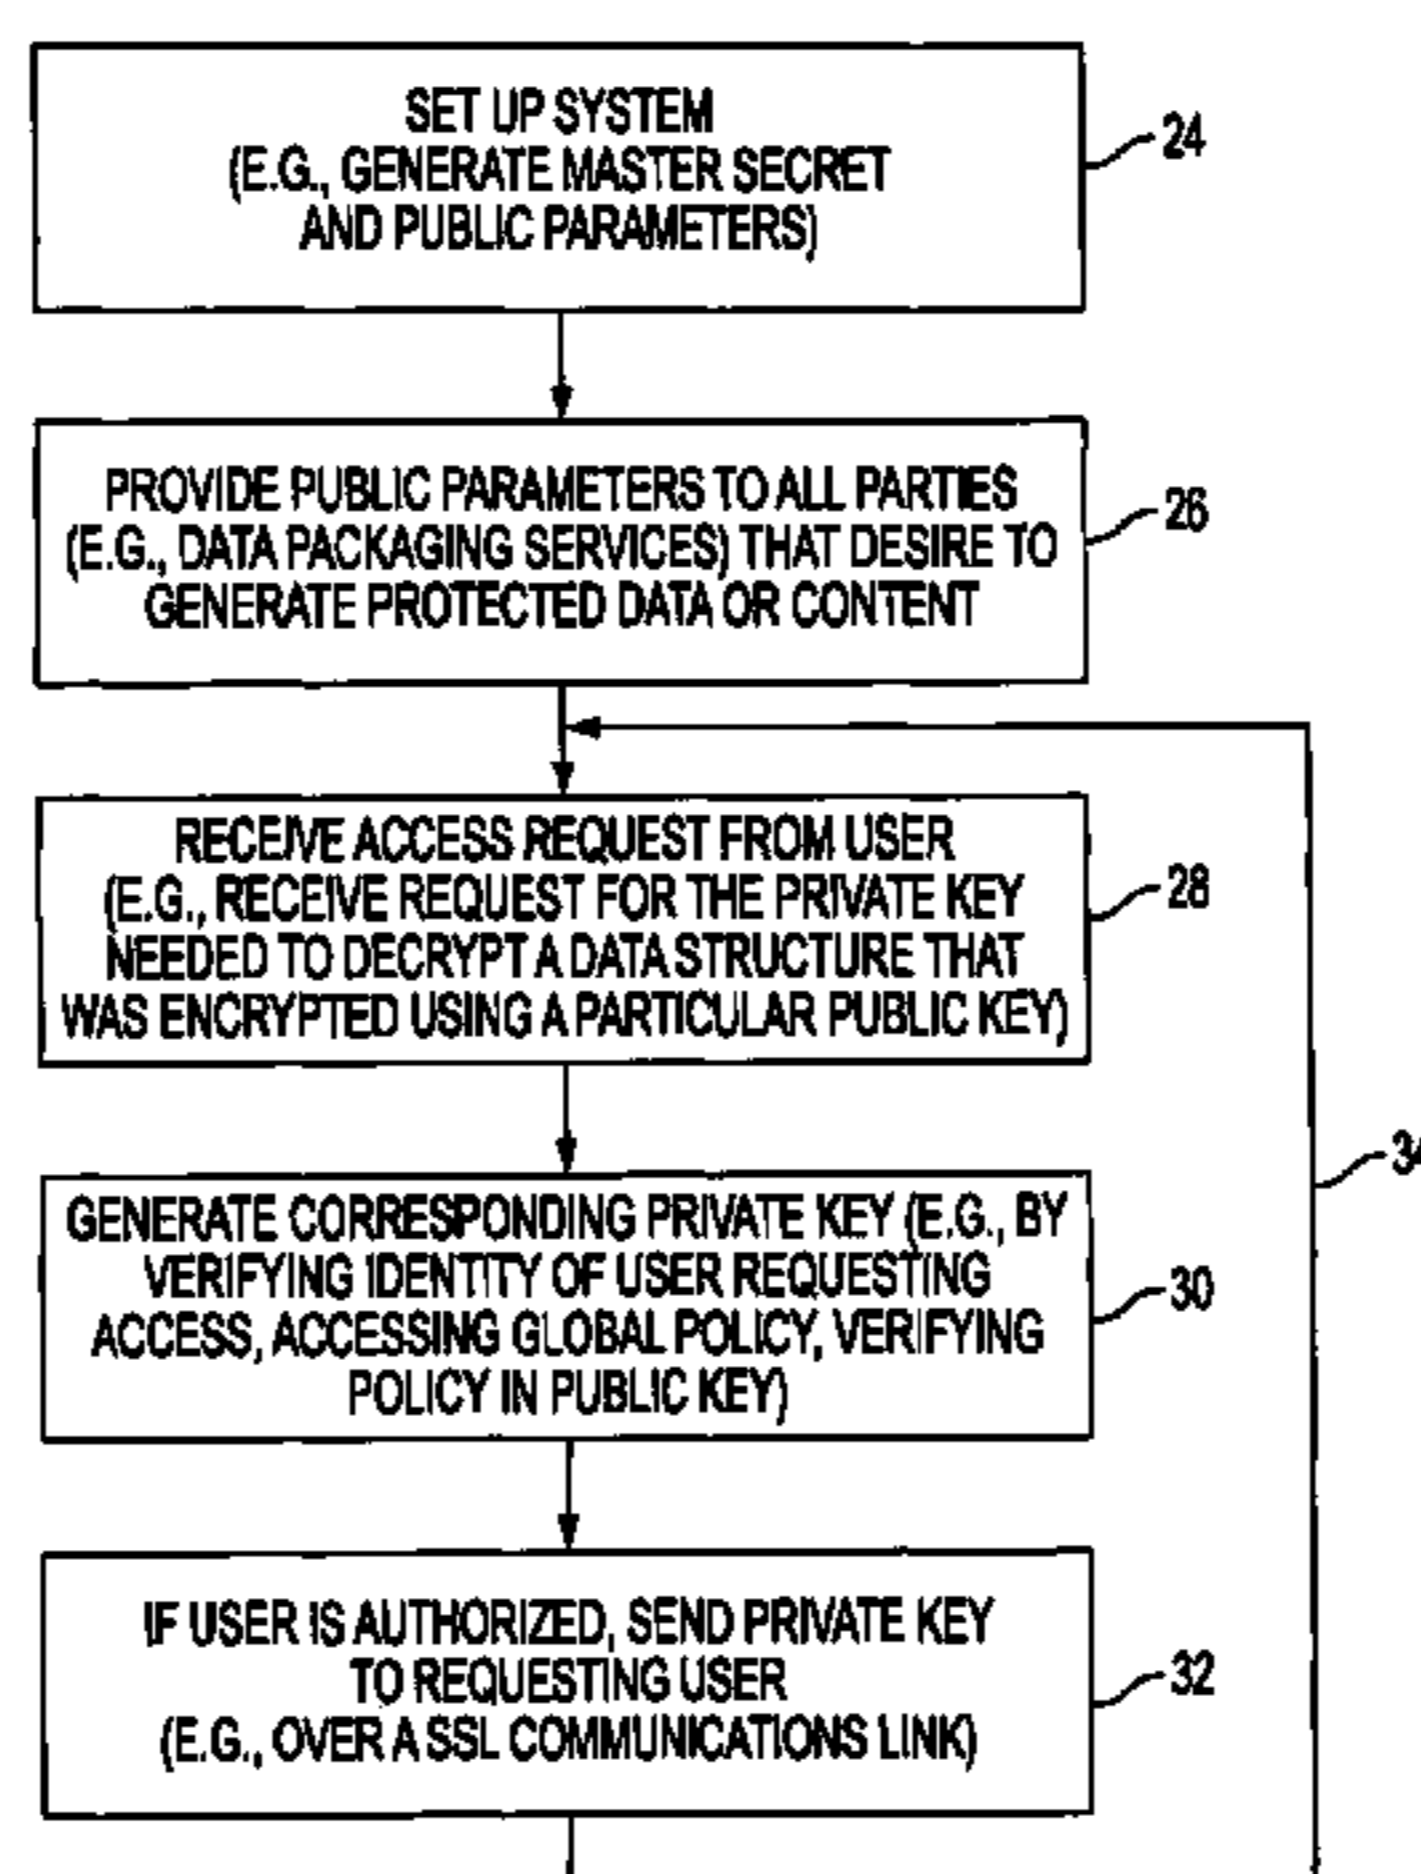 SET UP SYSTEM
(E.G., GENERATE MASTER SECRET
AND PUBLIC PARAMETERS)
24
PROVIDE PUBLIC PARAMETERS TO ALL PARTIES
(E.G., DATA PACKAGING SERVICES) THAT DESIRE TO
GENERATE PROTECTED DATA OR CONTENT
26
RECEIVE ACCESS REQUEST FROM USER
(E.G., RECEIVE REQUEST FOR THE PRIVATE KEY
NEEDED TO DECRYPT A DATA STRUCTURE THAT
WAS ENCRYPTED USING A PARTICULAR PUBLIC KEY)
28
34
GENERATE CORRESPONDING PRIVATE KEY (E.G., BY
VERIFYING IDENTITY OF USER REQUESTING
ACCESS, ACCESSING GLOBAL POLICY, VERIFYING
POLICY IN PUBLIC KEY)
30
IF USER IS AUTHORIZED, SEND PRIVATE KEY
TO REQUESTING USER
(E.G., OVER A SSL COMMUNICATIONS LINK)
32